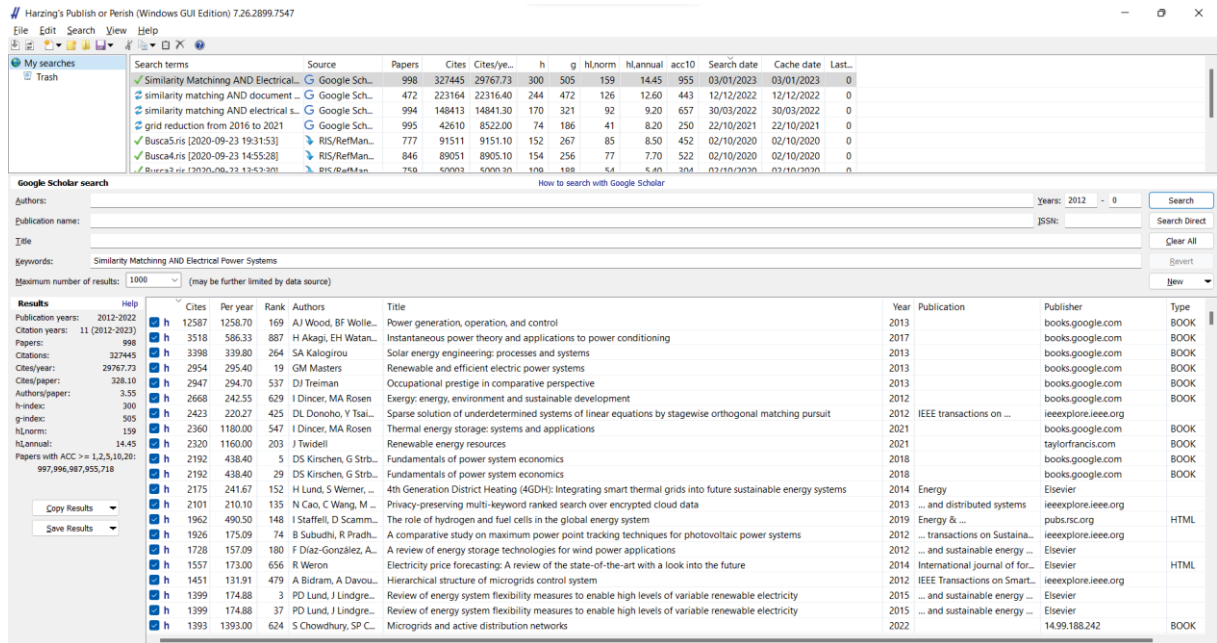 Harzing's Publish or Perish (Windows GUI Edition) 7.26.2899.7547
File Edit Search View Help
My searches
Trash
Search terms Source Papers Cites Cites/ye... h g hI,norm hI,annual acc10 Search date Cache date Last...
Similarity Matchinng AND Electrical... Google Sch... 998 327445 29767.73 300 505 159 14.45 955 03/01/2023 03/01/2023 0
similarity matching AND document ... Google Sch... 472 223164 22316.40 244 472 126 12.60 443 12/12/2022 12/12/2022 0
similarity matching AND electrical s... Google Sch... 994 148413 14841.30 170 321 92 9.20 657 30/03/2022 30/03/2022 0
grid reduction from 2016 to 2021 Google Sch... 995 42610 8522.00 74 186 41 8.20 250 22/10/2021 22/10/2021 0
Busca5.ris [2020-09-23 19:31:53] RIS/RefMan... 777 91511 9151.10 152 267 85 8.50 452 02/10/2020 02/10/2020 0
Busca4.ris [2020-09-23 14:55:28] RIS/RefMan... 846 89051 8905.10 154 256 77 7.70 522 02/10/2020 02/10/2020 0
Busca3.ris [2020-09-23 13:52:30] RIS/RefMan... 759 50003 5000.30 109 188 54 5.40 304 02/10/2020 02/10/2020 0
Google Scholar search How to search with Google Scholar
Authors: Years: 2012 - 0 Search
Publication name: ISSN: Search Direct
Title Clear All
Keywords: Similarity Matchinng AND Electrical Power Systems Revert
Maximum number of results: 1000 (may be further limited by data source) New
Results Help
Publication years: 2012-2022
Citation years: 11 (2012-2023)
Papers: 998
Citations: 327445
Cites/year: 29767.73
Cites/paper: 328.10
Authors/paper: 3.55
h-index: 300
g-index: 505
hI,norm: 159
hI,annual: 14.45
Papers with ACC >= 1,2,5,10,20:
997,996,987,955,718
Copy Results
Save Results
Cites Per year Rank Authors Title Year Publication Publisher Type
h 12587 1258.70 169 AJ Wood, BF Wolle... Power generation, operation, and control 2013 books.google.com BOOK
h 3518 586.33 887 H Akagi, EH Watan... Instantaneous power theory and applications to power conditioning 2017 books.google.com BOOK
h 3398 339.80 264 SA Kalogirou Solar energy engineering: processes and systems 2013 books.google.com BOOK
h 2954 295.40 19 GM Masters Renewable and efficient electric power systems 2013 books.google.com BOOK
h 2947 294.70 537 DJ Treiman Occupational prestige in comparative perspective 2013 books.google.com BOOK
h 2668 242.55 629 I Dincer, MA Rosen Exergy: energy, environment and sustainable development 2012 books.google.com BOOK
h 2423 220.27 425 DL Donoho, Y Tsai... Sparse solution of underdetermined systems of linear equations by stagewise orthogonal matching pursuit 2012 IEEE transactions on ... ieeexplore.ieee.org
h 2360 1180.00 547 I Dincer, MA Rosen Thermal energy storage: systems and applications 2021 books.google.com BOOK
h 2320 1160.00 203 J Twidell Renewable energy resources 2021 taylorfrancis.com BOOK
h 2192 438.40 5 DS Kirschen, G Strb... Fundamentals of power system economics 2018 books.google.com BOOK
h 2192 438.40 29 DS Kirschen, G Strb... Fundamentals of power system economics 2018 books.google.com BOOK
h 2175 241.67 152 H Lund, S Werner, ... 4th Generation District Heating (4GDH): Integrating smart thermal grids into future sustainable energy systems 2014 Energy Elsevier
h 2101 210.10 135 N Cao, C Wang, M ... Privacy-preserving multi-keyword ranked search over encrypted cloud data 2013 ... and distributed systems ieeexplore.ieee.org
h 1962 490.50 148 I Staffell, D Scamm... The role of hydrogen and fuel cells in the global energy system 2019 Energy & ... pubs.rsc.org HTML
h 1926 175.09 74 B Subudhi, R Pradh... A comparative study on maximum power point tracking techniques for photovoltaic power systems 2012 ... transactions on Sustaina... ieeexplore.ieee.org
h 1728 157.09 180 F Díaz-González, A... A review of energy storage technologies for wind power applications 2012 ... and sustainable energy ... Elsevier
h 1557 173.00 656 R Weron Electricity price forecasting: A review of the state-of-the-art with a look into the future 2014 International journal of for... Elsevier HTML
h 1451 131.91 479 A Bidram, A Davou... Hierarchical structure of microgrids control system 2012 IEEE Transactions on Smart... ieeexplore.ieee.org
h 1399 174.88 3 PD Lund, J Lindgre... Review of energy system flexibility measures to enable high levels of variable renewable electricity 2015 ... and sustainable energy ... Elsevier
h 1399 174.88 37 PD Lund, J Lindgre... Review of energy system flexibility measures to enable high levels of variable renewable electricity 2015 ... and sustainable energy ... Elsevier
h 1393 1393.00 624 S Chowdhury, SP C... Microgrids and active distribution networks 2022 14.99.188.242 BOOK